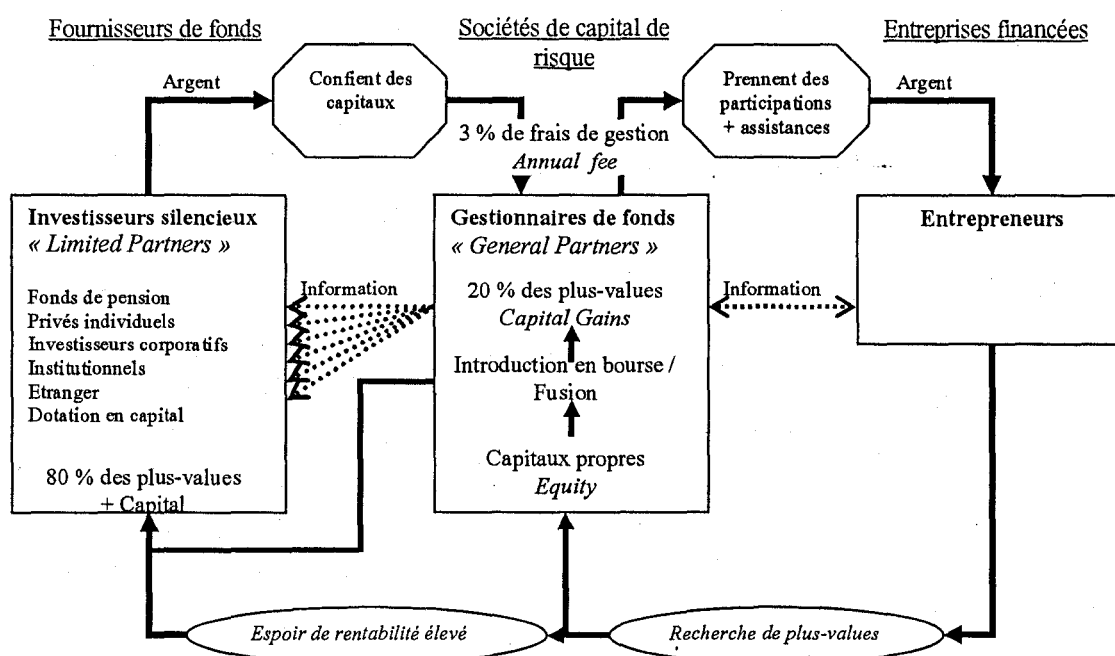 Fournisseurs de fonds
Sociétés de capital de
risque
Entreprises financées
Argent
Confient des
capitaux
Prennent des
participations
+ assistances
Argent
3 % de frais de gestion
Annual fee
Investisseurs silencieux
« Limited Partners »
Fonds de pension
Privés individuels
Investisseurs corporatifs
Institutionnels
Etranger
Dotation en capital
80 % des plus-values
+ Capital
Information
Gestionnaires de fonds
« General Partners »
20 % des plus-values
Capital Gains
Introduction en bourse /
Fusion
Capitaux propres
Equity
Information
Entrepreneurs
Espoir de rentabilité élevé
Recherche de plus-values